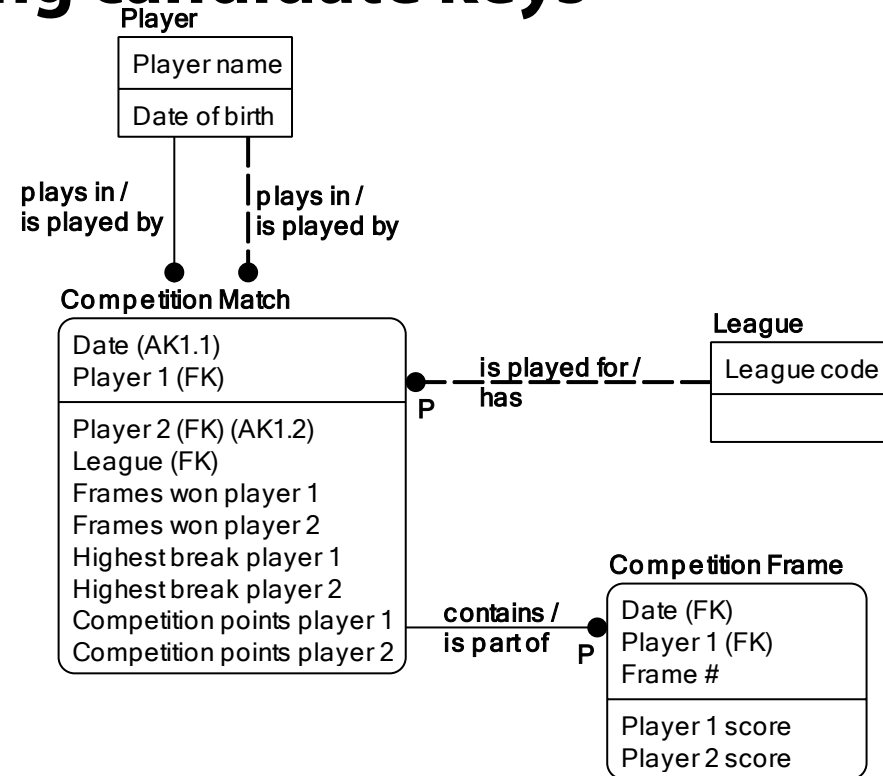 ng candidate keys
Player
Player name
Date of birth
plays in /
is played by
plays in /
is played by
Competition Match
Date (AK1.1)
Player 1 (FK)
Player 2 (FK) (AK1.2)
League (FK)
Frames won player 1
Frames won player 2
Highest break player 1
Highest break player 2
Competition points player 1
Competition points player 2
is played for /
has
P
League
League code
contains /
is part of
P
Competition Frame
Date (FK)
Player 1 (FK)
Frame #
Player 1 score
Player 2 score